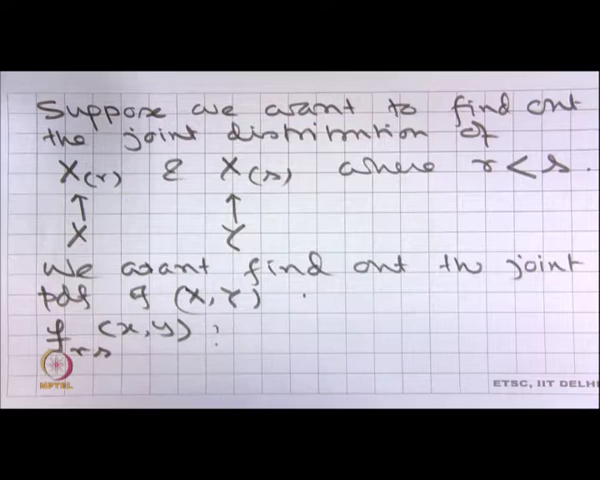 Suppose we want to find out
the joint distribution of
X(r) & X(s) where r < s.
↑ ↑
X Y
We want find out the joint
pdf of (X, Y).
f_rs (x, y) :
NPTEL
ETSC, IIT DELHI